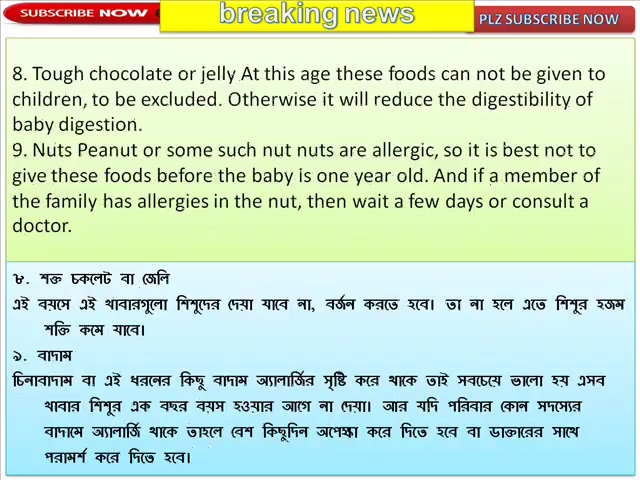 SUBSCRIBE NOW
breaking news
PLZ SUBSCRIBE NOW
8. Tough chocolate or jelly At this age these foods can not be given to
children, to be excluded. Otherwise it will reduce the digestibility of
baby digestion.
9. Nuts Peanut or some such nut nuts are allergic, so it is best not to
give these foods before the baby is one year old. And if a member of
the family has allergies in the nut, then wait a few days or consult a
doctor.
৮. শক্ত চকলেট বা জেলি
এই বয়সে এই খাবারগুলো শিশুদের দেয়া যাবে না, বর্জন করতে হবে। তা না হলে এতে শিশুর হজম
শক্তি কমে যাবে।
৯. বাদাম
চিনাবাদাম বা এই ধরনের কিছু বাদাম অ্যালার্জির সৃষ্টি করে থাকে তাই সবচেয়ে ভালো হয় এসব
খাবার শিশুর এক বছর বয়স হওয়ার আগে না দেয়া। আর যদি পরিবার কোন সদস্যের
বাদামে অ্যালার্জি থাকে তাহলে বেশ কিছুদিন অপেক্ষা করে দিতে হবে বা ডাক্তারের সাথে
পরামর্শ করে দিতে হবে।